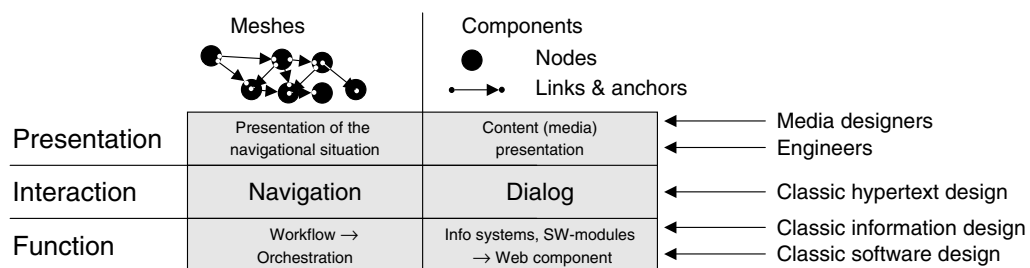 Meshes
Components
Nodes
Links & anchors
Presentation
Presentation of the
navigational situation
Content (media)
presentation
Media designers
Engineers
Interaction
Navigation
Dialog
Classic hypertext design
Function
Workflow →
Orchestration
Info systems, SW-modules
→ Web component
Classic information design
Classic software design